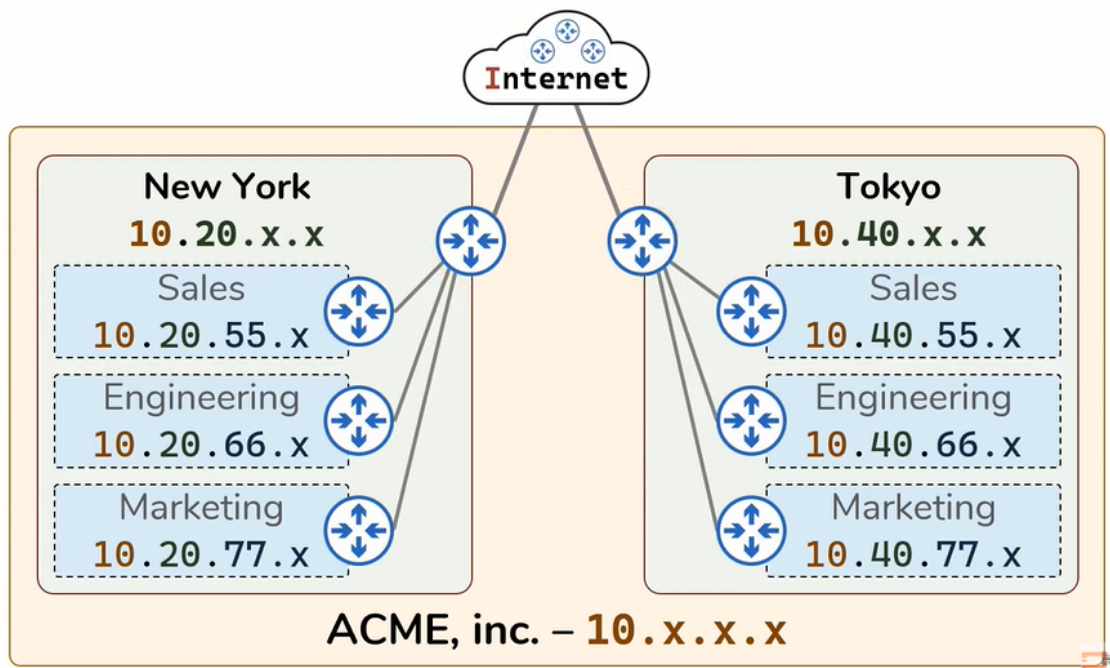 Internet
New York
10.20.x.x
Sales
10.20.55.x
Engineering
10.20.66.x
Marketing
10.20.77.x
Tokyo
10.40.x.x
Sales
10.40.55.x
Engineering
10.40.66.x
Marketing
10.40.77.x
ACME, inc. – 10.x.x.x